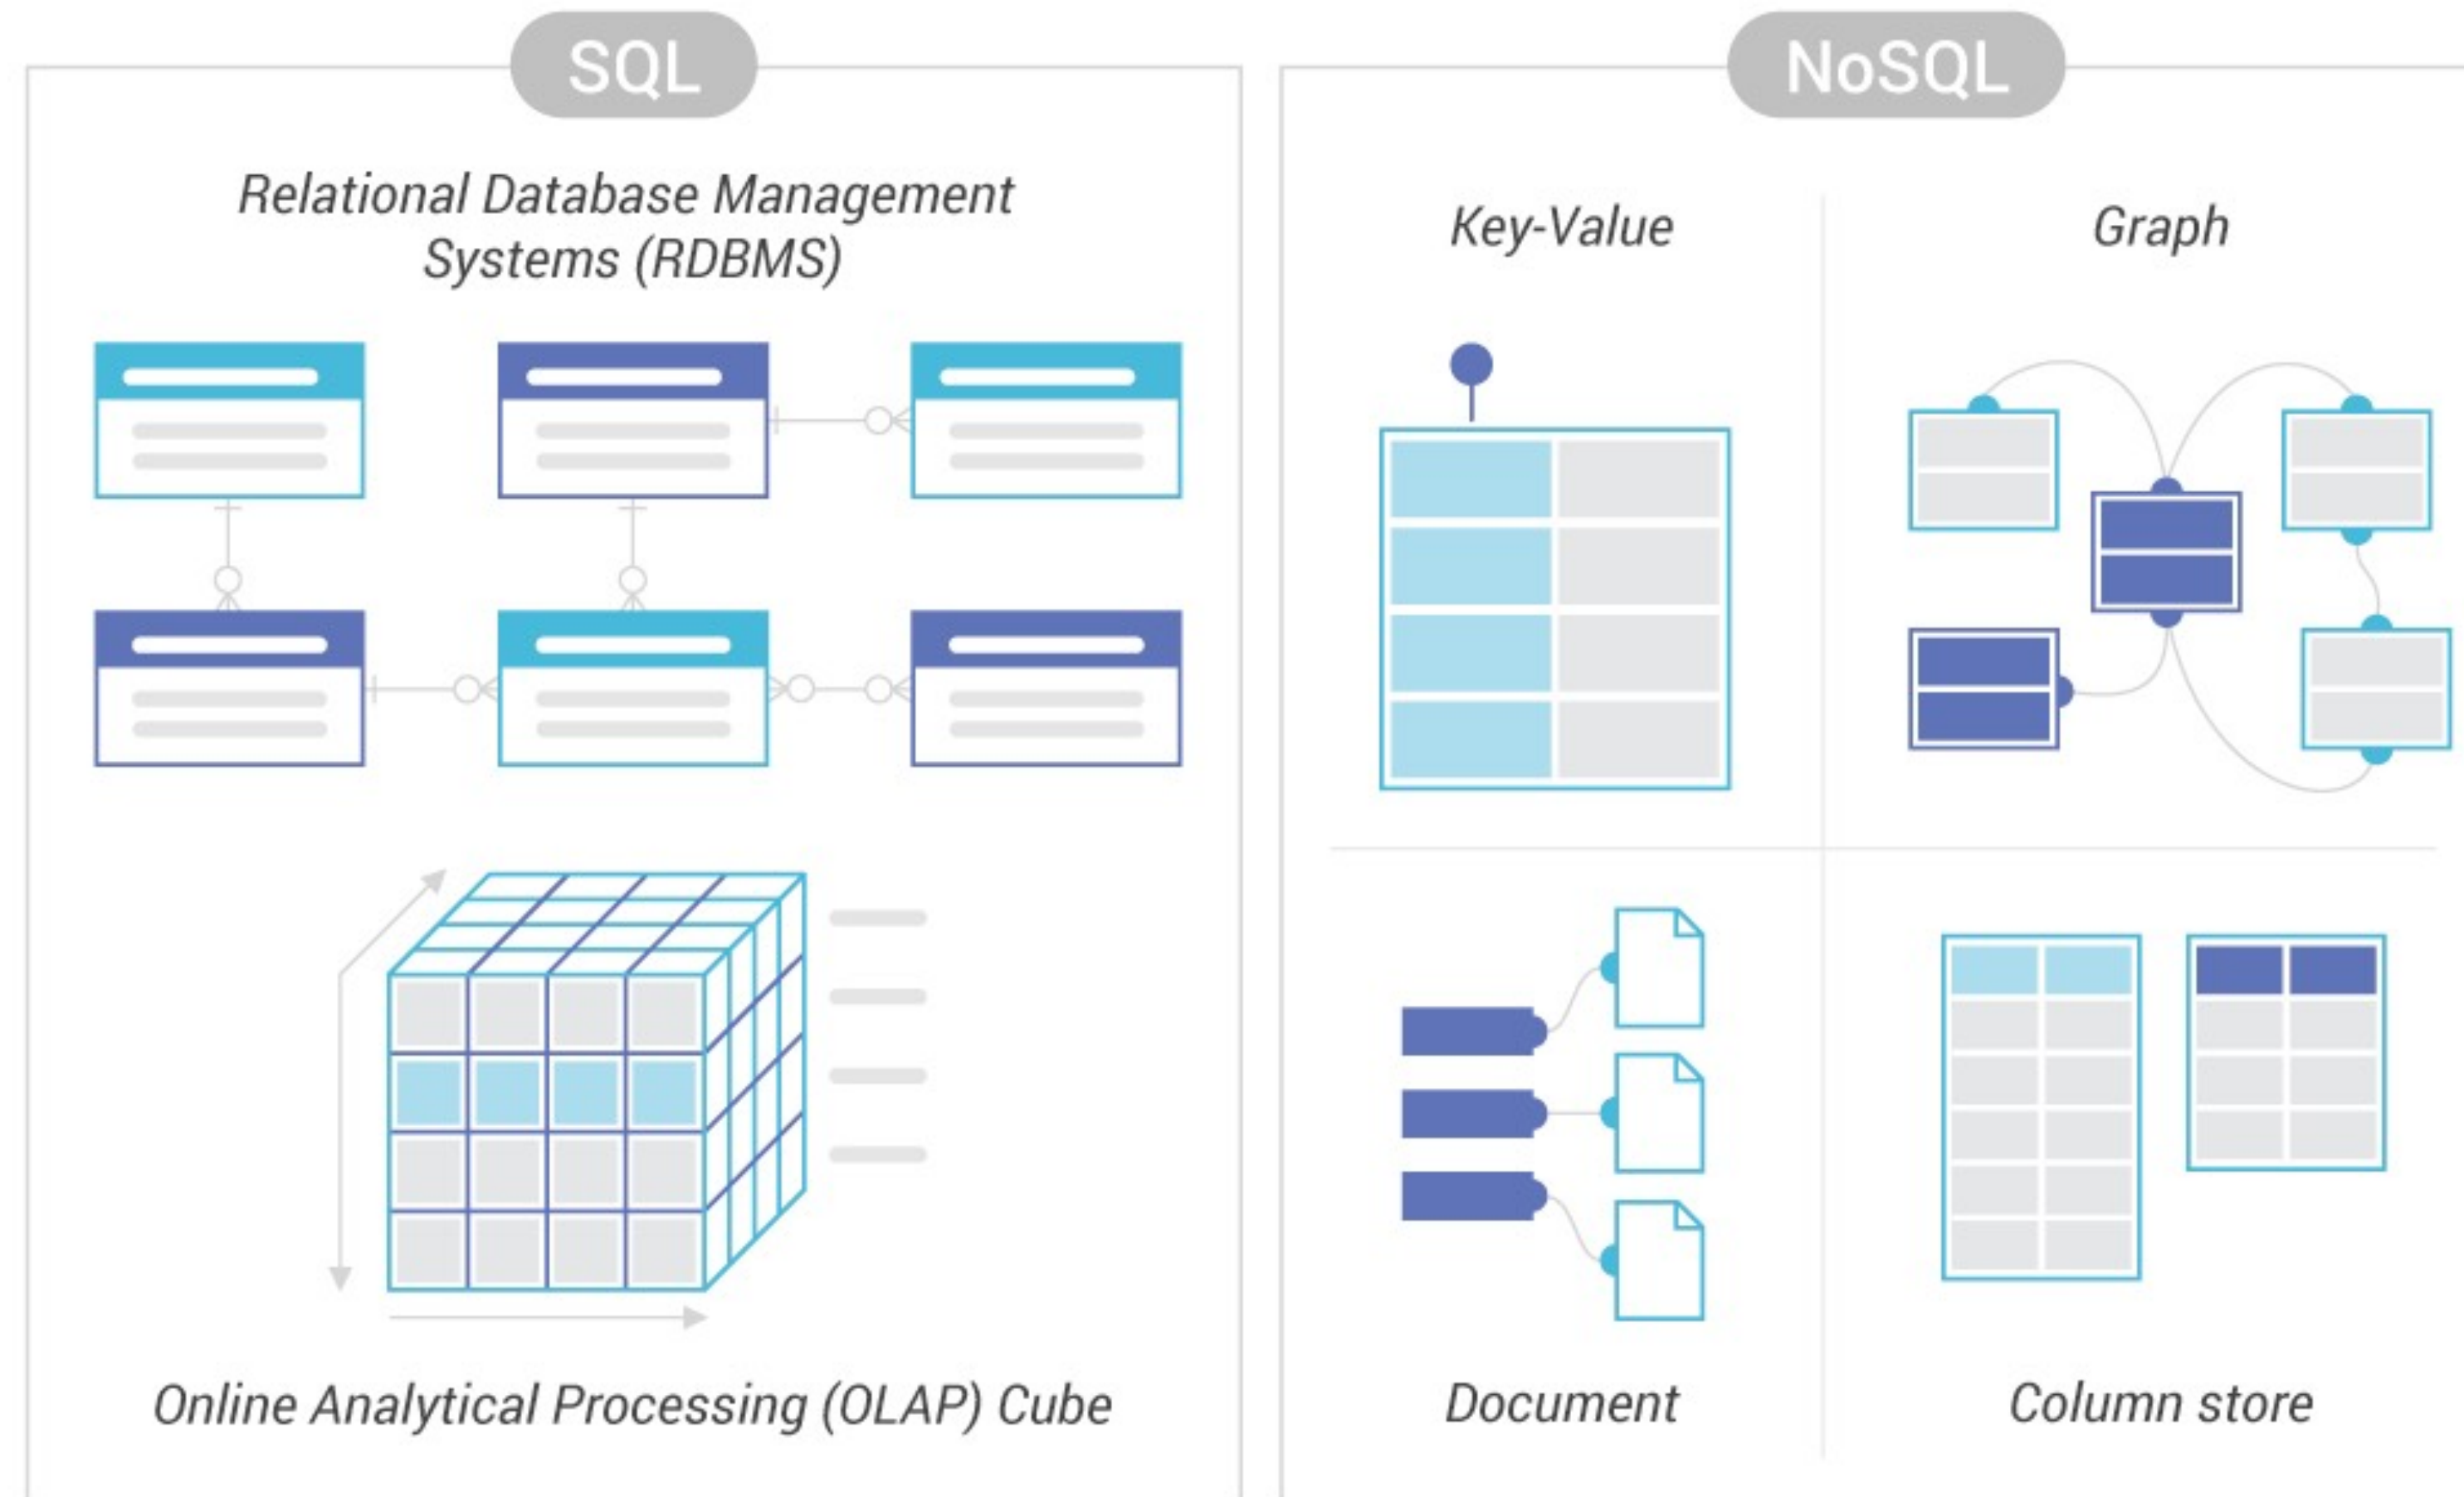 SQL
Relational Database Management
Systems (RDBMS)
Online Analytical Processing (OLAP) Cube
NoSQL
Key-Value
Graph
Document
Column store